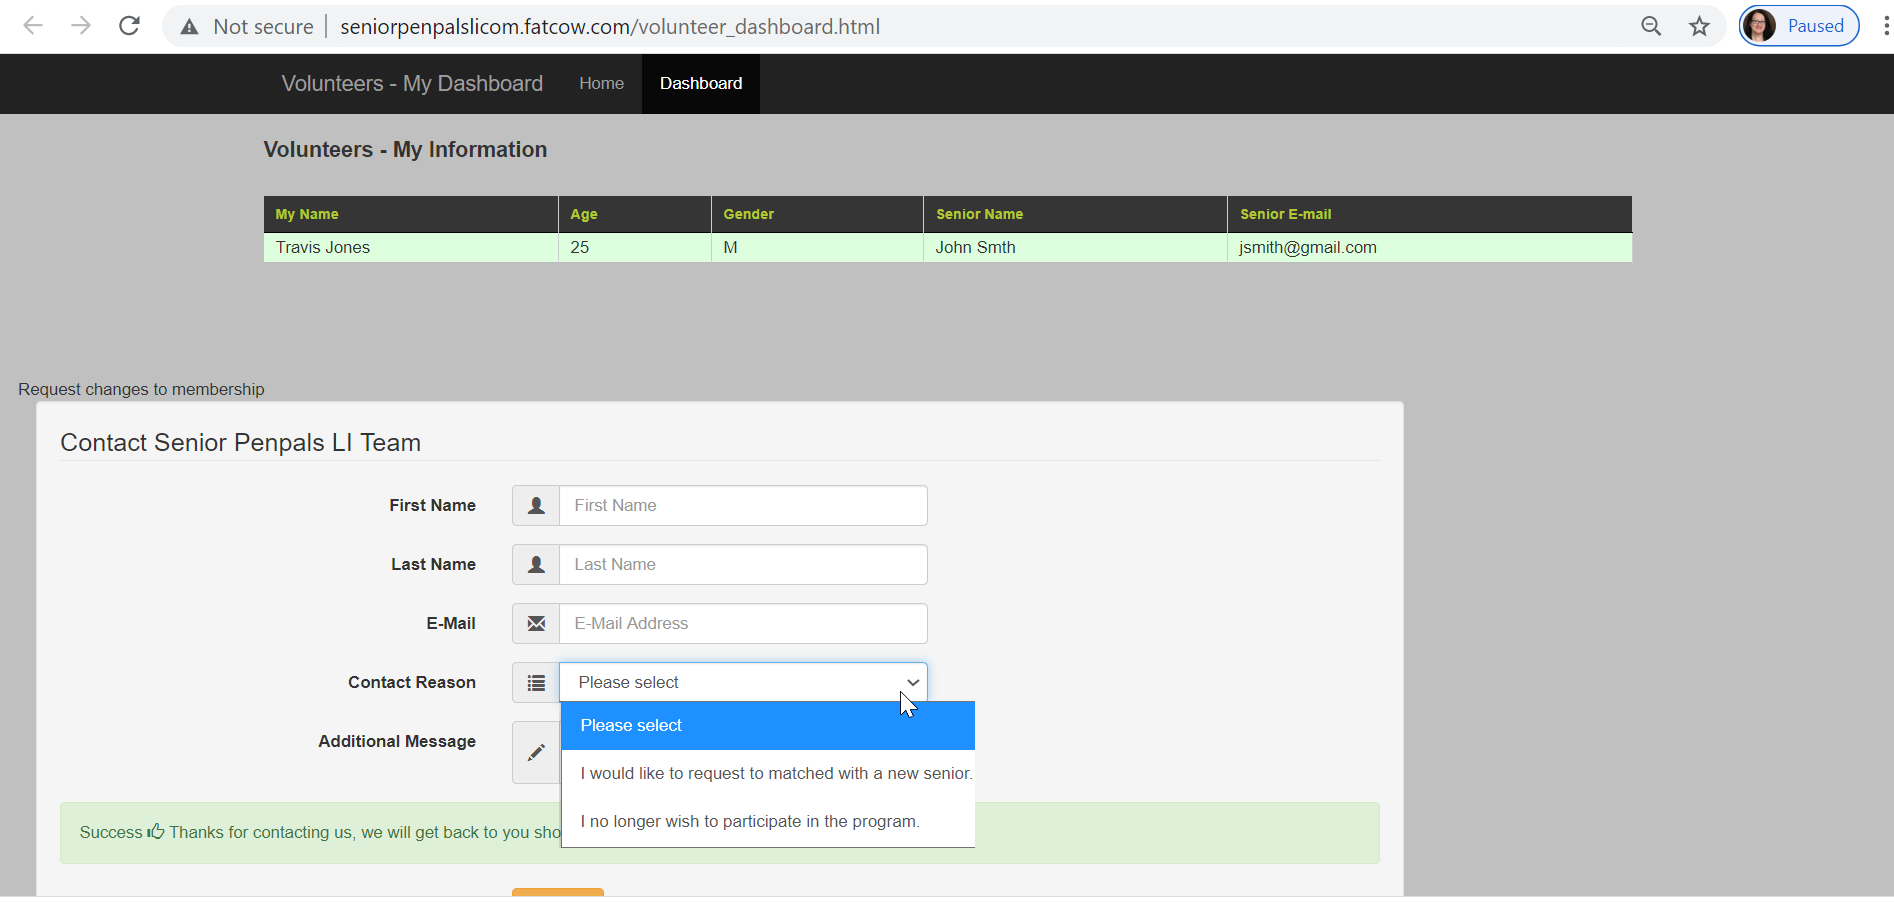 Not secure | seniorpenpalslicom.fatcow.com/volunteer_dashboard.html Paused
Volunteers - My Dashboard Home Dashboard
Volunteers - My Information
My Name Age Gender Senior Name Senior E-mail
Travis Jones 25 M John Smth jsmith@gmail.com
Request changes to membership
Contact Senior Penpals LI Team
First Name First Name
Last Name Last Name
E-Mail E-Mail Address
Contact Reason Please select
Please select
Additional Message
I would like to request to matched with a new senior.
I no longer wish to participate in the program.
Success Thanks for contacting us, we will get back to you sho